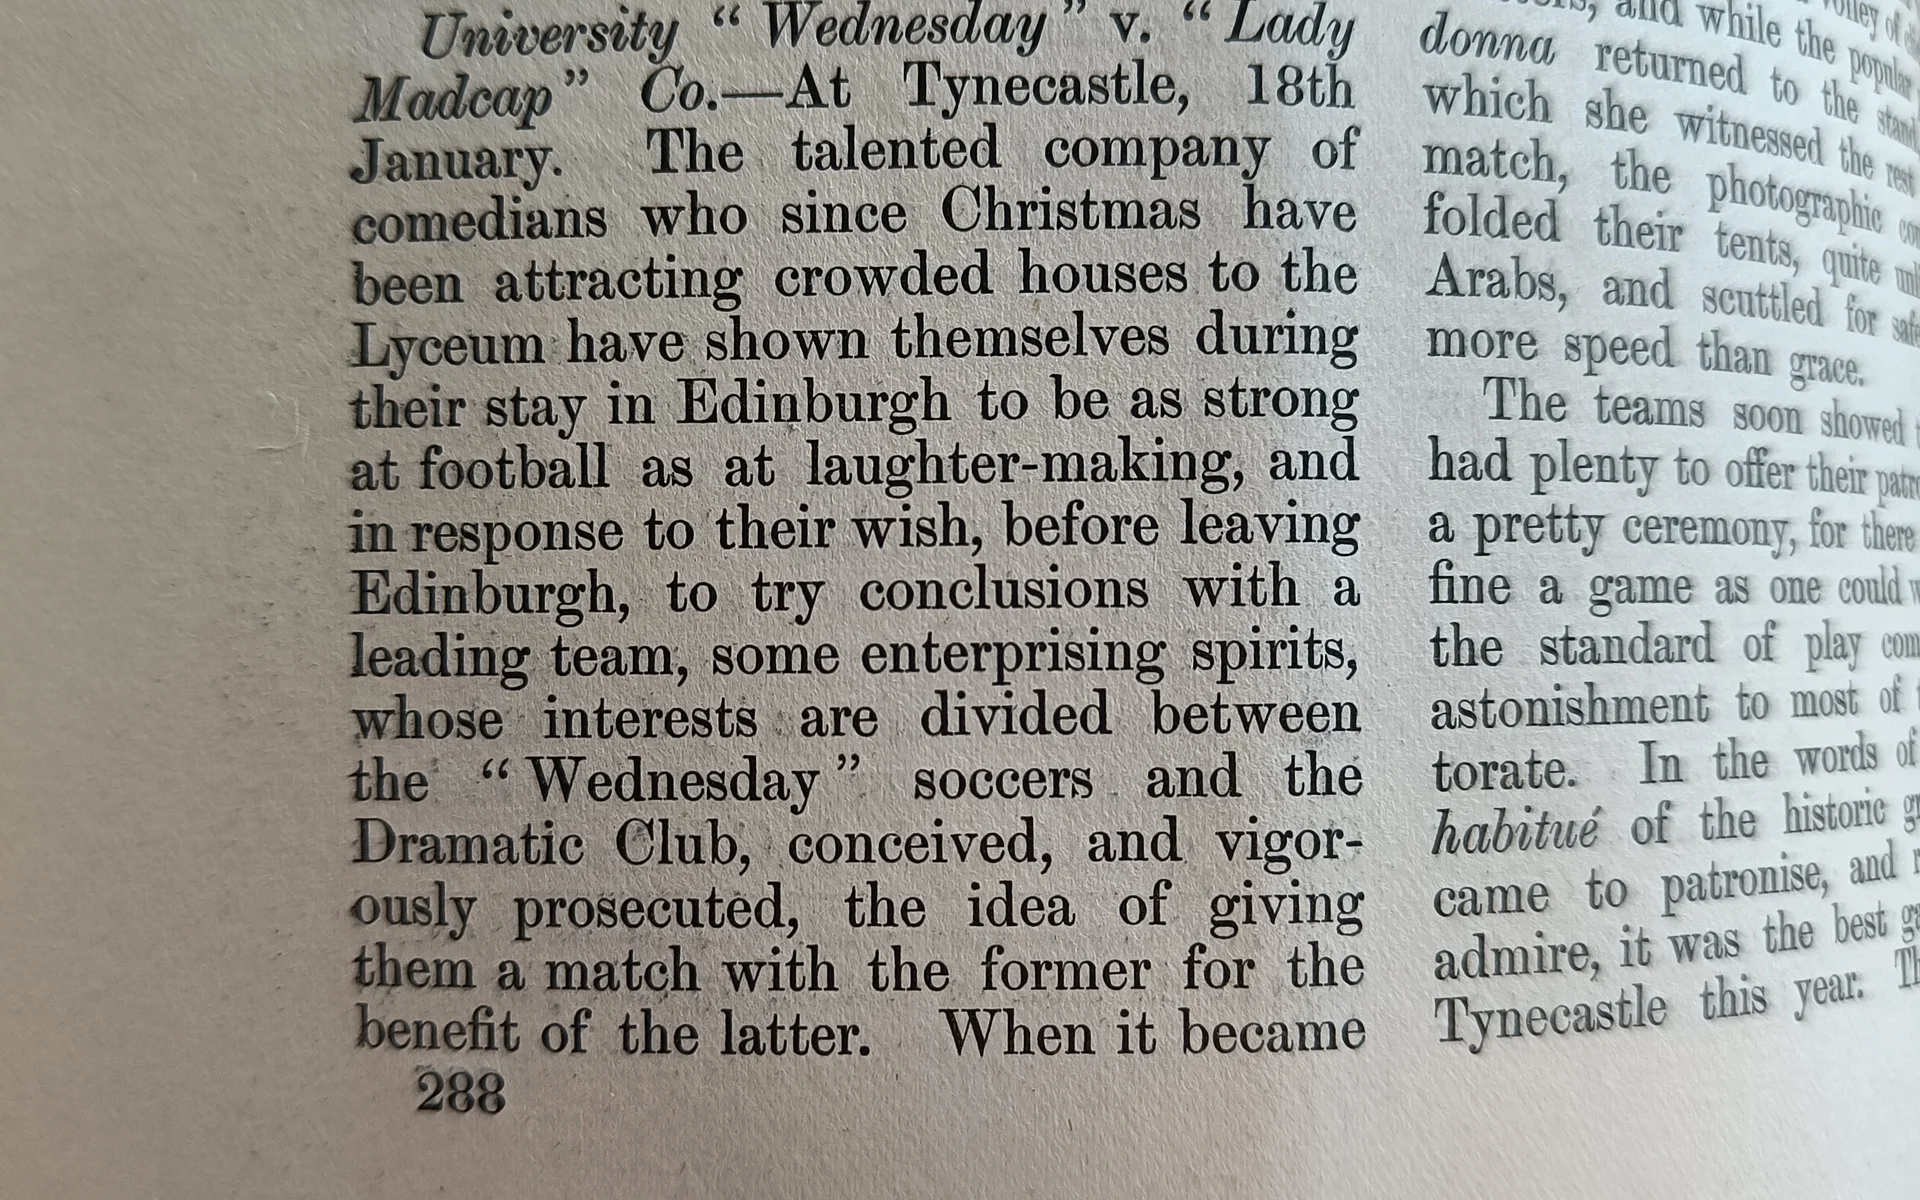 University “ Wednesday ” v. “ Lady
Madcap ” Co.—At Tynecastle, 18th
January. The talented company of
comedians who since Christmas have
been attracting crowded houses to the
Lyceum have shown themselves during
their stay in Edinburgh to be as strong
at football as at laughter-making, and
in response to their wish, before leaving
Edinburgh, to try conclusions with a
leading team, some enterprising spirits,
whose interests are divided between
the “ Wednesday ” soccers and the
Dramatic Club, conceived, and vigor-
ously prosecuted, the idea of giving
them a match with the former for the
benefit of the latter. When it became
288
and while the popular
donna returned to the stand
which she witnessed the rest
match, the photographic
folded their tents, quite
Arabs, and scuttled for
more speed than grace.
The teams soon showed
had plenty to offer their
a pretty ceremony, for there
fine a game as one could
the standard of play
astonishment to most of
torate. In the words of
habitué of the historic
came to patronise, and
admire, it was the best
Tynecastle this year.